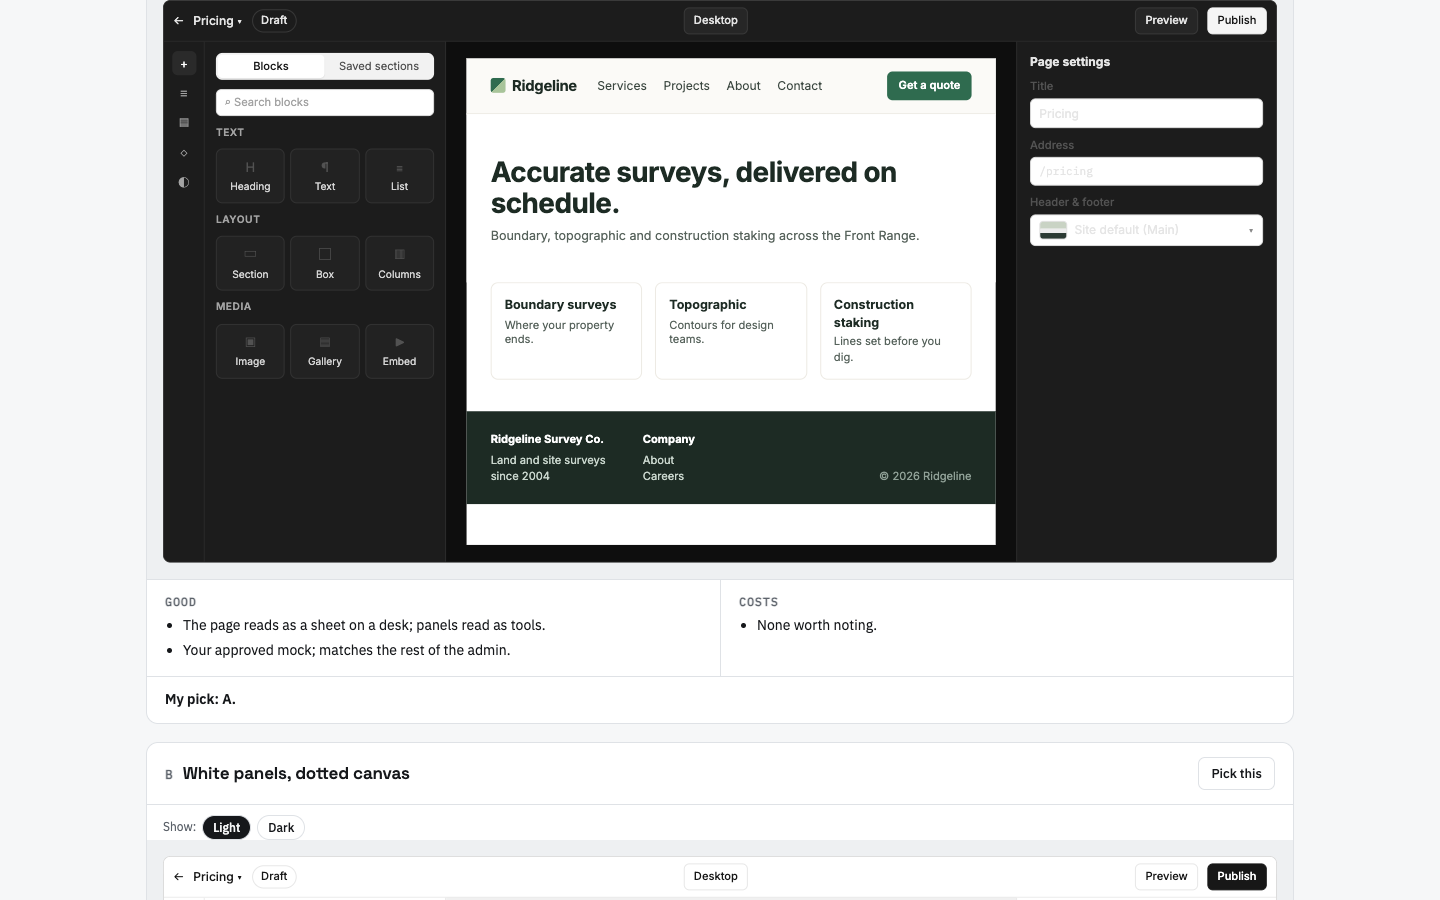 ← Pricing ▾ Draft Desktop Preview Publish
Blocks Saved sections
Search blocks
TEXT
H ¶ ≡
Heading Text List
LAYOUT
Section Box Columns
MEDIA
Image Gallery Embed
Ridgeline Services Projects About Contact Get a quote
Accurate surveys, delivered on
schedule.
Boundary, topographic and construction staking across the Front Range.
Boundary surveys
Where your property
ends.
Topographic
Contours for design
teams.
Construction
staking
Lines set before you
dig.
Ridgeline Survey Co.
Land and site surveys
since 2004
Company
About
Careers
© 2026 Ridgeline
Page settings
Title
Pricing
Address
/pricing
Header & footer
Site default (Main) ▾
GOOD
• The page reads as a sheet on a desk; panels read as tools.
• Your approved mock; matches the rest of the admin.
COSTS
• None worth noting.
My pick: A.
B White panels, dotted canvas Pick this
Show: Light Dark
← Pricing ▾ Draft Desktop Preview Publish